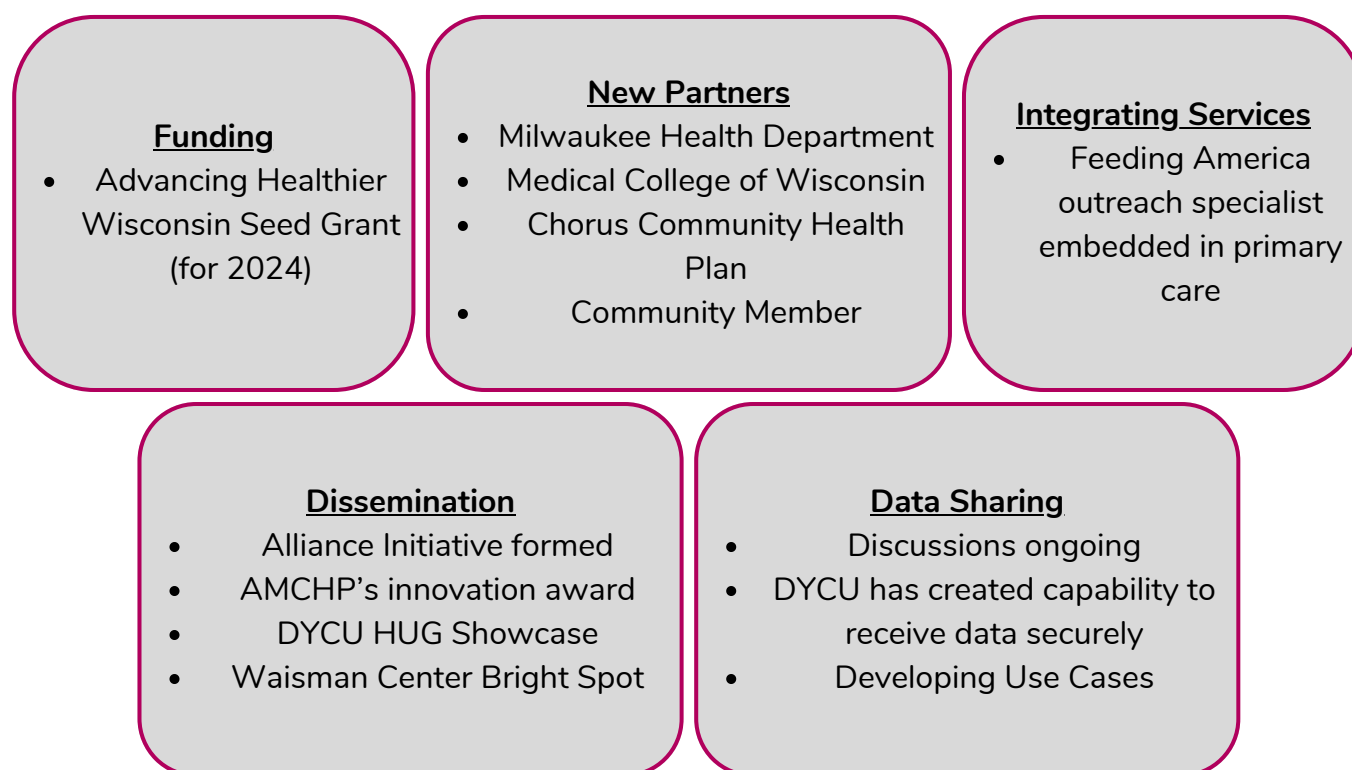 Funding
• Advancing Healthier
Wisconsin Seed Grant
(for 2024)
New Partners
• Milwaukee Health Department
• Medical College of Wisconsin
• Chorus Community Health
Plan
• Community Member
Integrating Services
• Feeding America
outreach specialist
embedded in primary
care
Dissemination
• Alliance Initiative formed
• AMCHP’s innovation award
• DYCU HUG Showcase
• Waisman Center Bright Spot
Data Sharing
• Discussions ongoing
• DYCU has created capability to
receive data securely
• Developing Use Cases